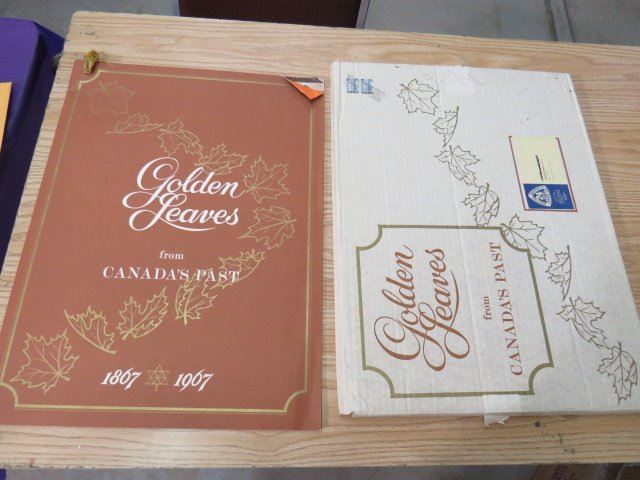 Golden
Leaves
from
CANADA'S PAST
1867 1967
Golden
Leaves
from
CANADA'S PAST